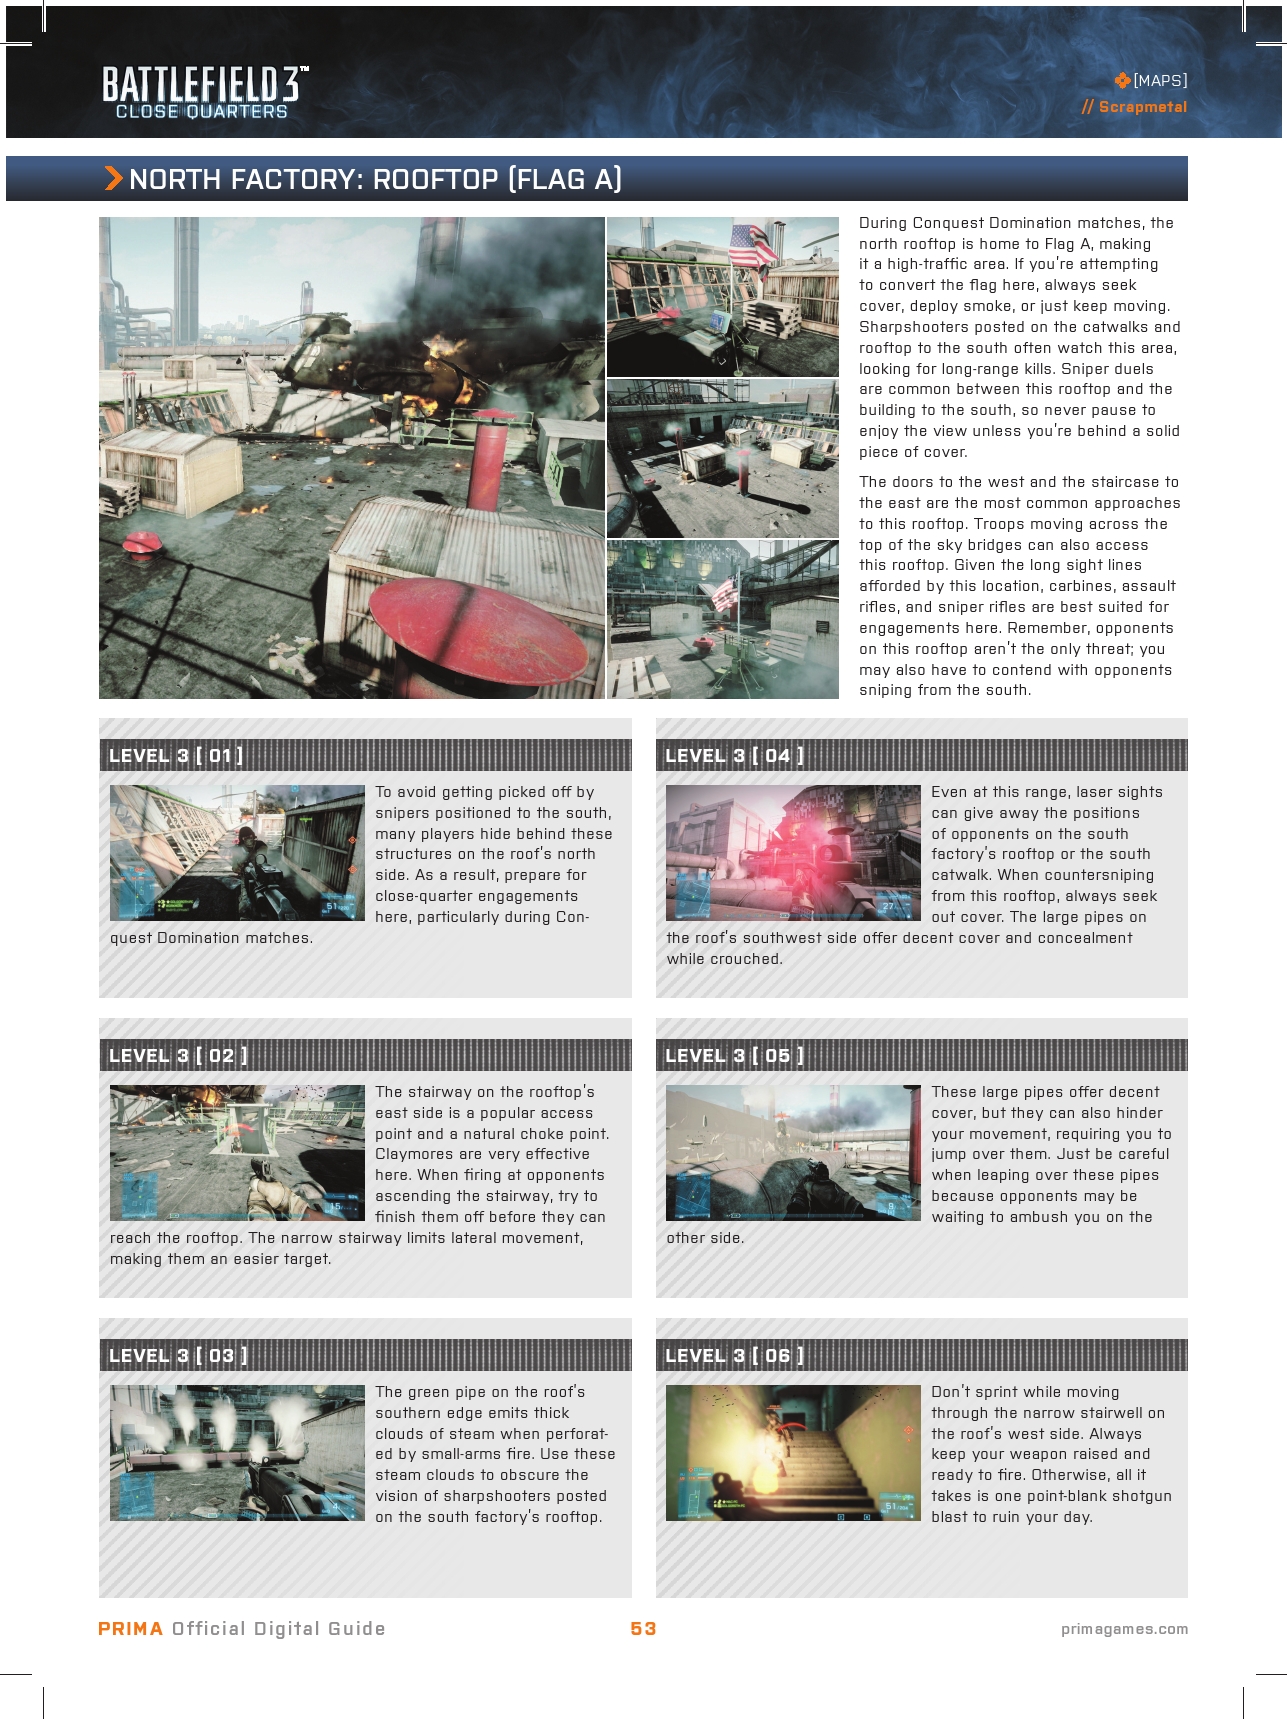 BATTLEFIELD 3™
CLOSE QUARTERS
[MAPS]
// Scrapmetal
NORTH FACTORY: ROOFTOP (FLAG A)
During Conquest Domination matches, the
north rooftop is home to Flag A, making
it a high-traffic area. If you’re attempting
to convert the flag here, always seek
cover, deploy smoke, or just keep moving.
Sharpshooters posted on the catwalks and
rooftop to the south often watch this area,
looking for long-range kills. Sniper duels
are common between this rooftop and the
building to the south, so never pause to
enjoy the view unless you’re behind a solid
piece of cover.
The doors to the west and the staircase to
the east are the most common approaches
to this rooftop. Troops moving across the
top of the sky bridges can also access
this rooftop. Given the long sight lines
afforded by this location, carbines, assault
rifles, and sniper rifles are best suited for
engagements here. Remember, opponents
on this rooftop aren’t the only threat; you
may also have to contend with opponents
sniping from the south.
LEVEL 3 [ 01 ]
To avoid getting picked off by
snipers positioned to the south,
many players hide behind these
structures on the roof’s north
side. As a result, prepare for
close-quarter engagements
here, particularly during Con-
quest Domination matches.
LEVEL 3 [ 02 ]
The stairway on the rooftop’s
east side is a popular access
point and a natural choke point.
Claymores are very effective
here. When firing at opponents
ascending the stairway, try to
finish them off before they can
reach the rooftop. The narrow stairway limits lateral movement,
making them an easier target.
LEVEL 3 [ 03 ]
The green pipe on the roof’s
southern edge emits thick
clouds of steam when perforat-
ed by small-arms fire. Use these
steam clouds to obscure the
vision of sharpshooters posted
on the south factory’s rooftop.
LEVEL 3 [ 04 ]
Even at this range, laser sights
can give away the positions
of opponents on the south
factory’s rooftop or the south
catwalk. When countersniping
from this rooftop, always seek
out cover. The large pipes on
the roof’s southwest side offer decent cover and concealment
while crouched.
LEVEL 3 [ 05 ]
These large pipes offer decent
cover, but they can also hinder
your movement, requiring you to
jump over them. Just be careful
when leaping over these pipes
because opponents may be
waiting to ambush you on the
other side.
LEVEL 3 [ 06 ]
Don’t sprint while moving
through the narrow stairwell on
the roof’s west side. Always
keep your weapon raised and
ready to fire. Otherwise, all it
takes is one point-blank shotgun
blast to ruin your day.
PRIMA Official Digital Guide
53
primagames.com